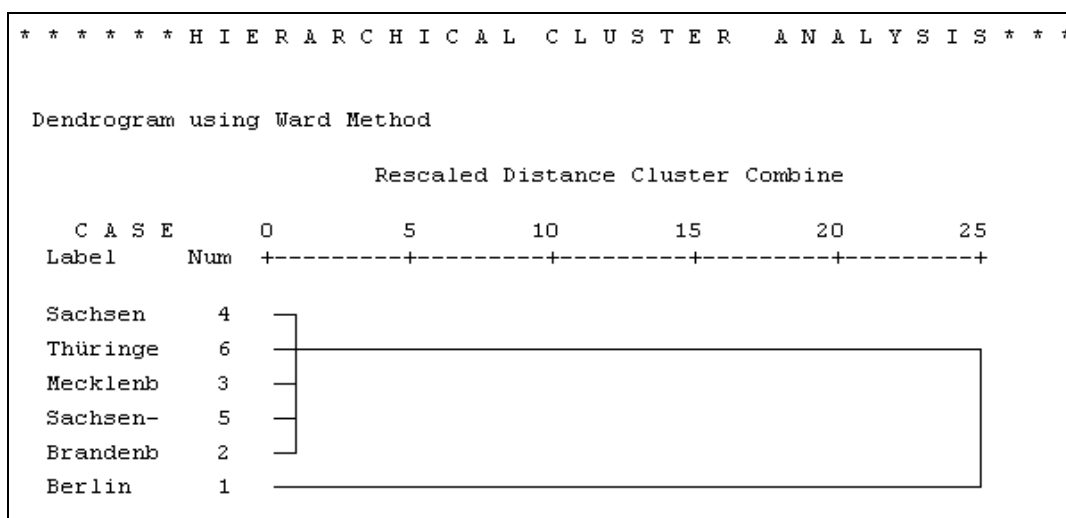 * * * * * * H I E R A R C H I C A L   C L U S T E R   A N A L Y S I S * * *
Dendrogram using Ward Method
Rescaled Distance Cluster Combine
C A S E 0 5 10 15 20 25
Label Num +---------+---------+---------+---------+---------+
Sachsen 4
Thüringe 6
Mecklenb 3
Sachsen- 5
Brandenb 2
Berlin 1